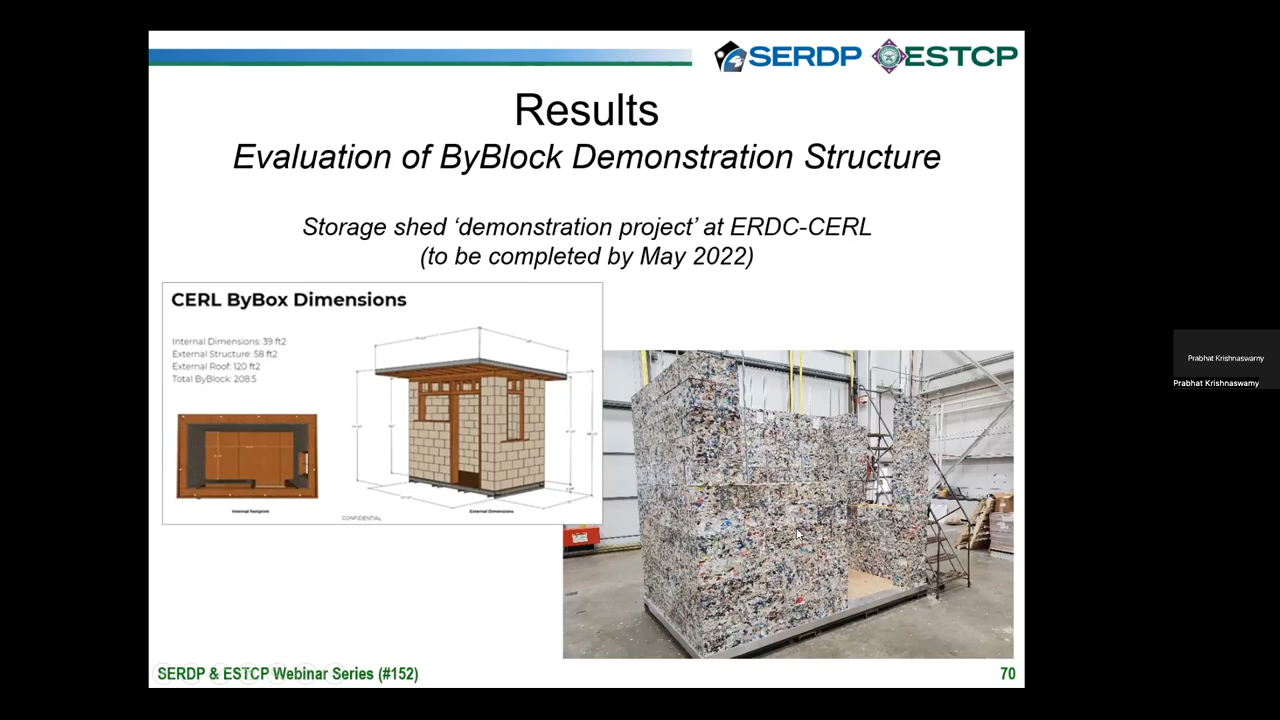 SERDP ESTCP
Results
Evaluation of ByBlock Demonstration Structure
Storage shed ‘demonstration project’ at ERDC-CERL
(to be completed by May 2022)
CERL ByBox Dimensions
Internal Dimensions: 39 ft2
External Structure: 58 ft2
External Roof: 120 ft2
Total ByBlock: 208.5
Internal footprint
External Dimensions
CONFIDENTIAL
Prabhat Krishnaswamy
Prabhat Krishnaswamy
SERDP & ESTCP Webinar Series (#152)
70